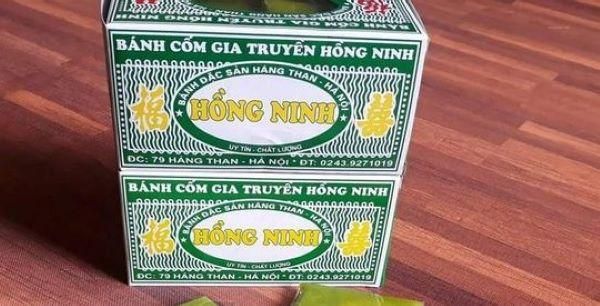 BÁNH CỐM GIA TRUYỀN HỒNG NINH
BÁNH ĐẶC SẢN HÀNG THAN - HÀ NỘI
福
HỒNG NINH
囍
UY TÍN - CHẤT LƯỢNG
ĐC: 79 HÀNG THAN - HÀ NỘI * ĐT: 0243.9271019
BÁNH CỐM GIA TRUYỀN HỒNG NINH
BÁNH ĐẶC SẢN HÀNG THAN - HÀ NỘI
福
HỒNG NINH
囍
UY TÍN - CHẤT LƯỢNG
ĐC: 79 HÀNG THAN - HÀ NỘI * ĐT: 0243.9271019